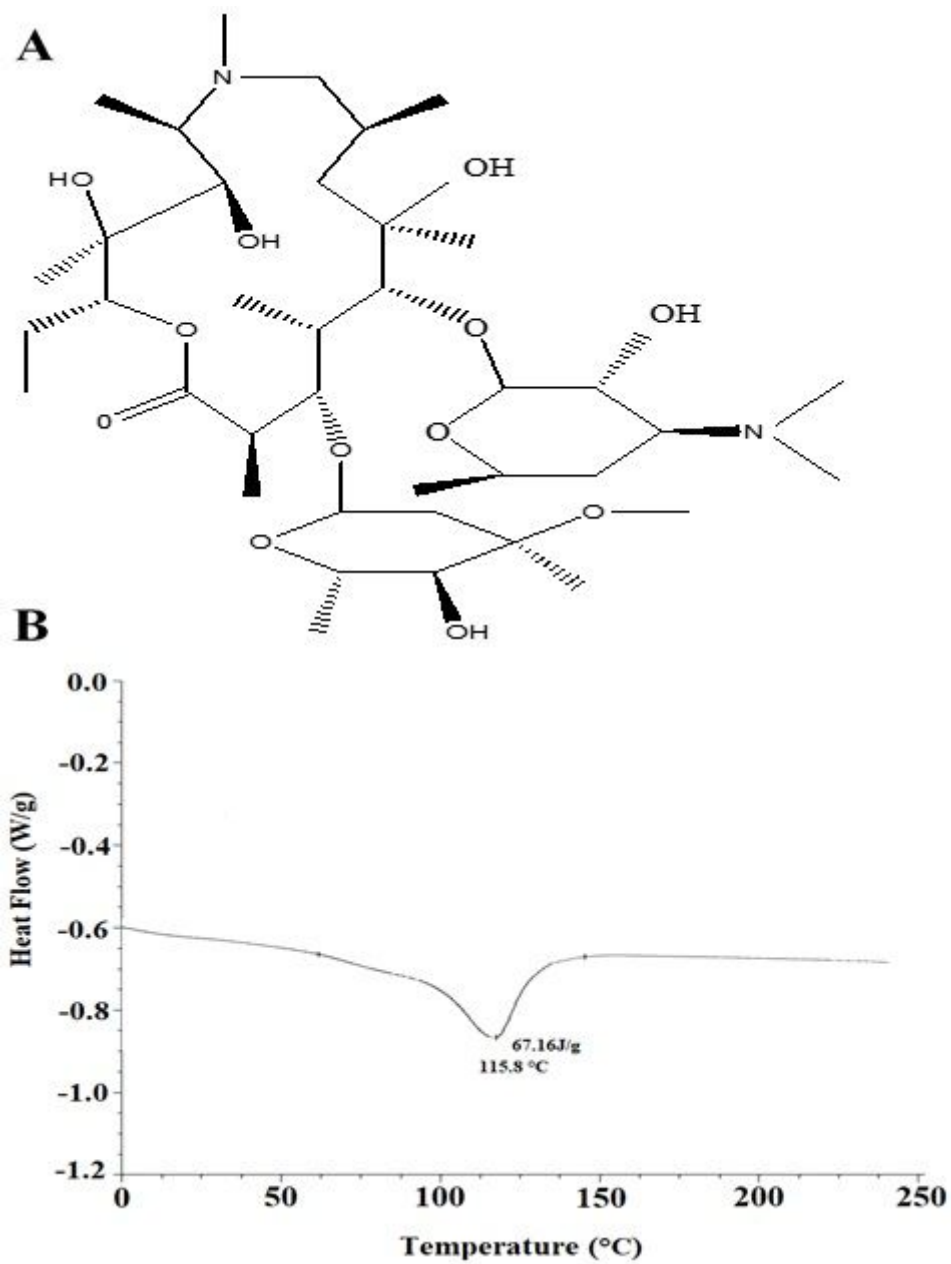 A
N
HO
OH
OH
O
O
OH
O
O
O
N
O
O
OH
B
0.0
-0.2
-0.4
-0.6
-0.8
-1.0
-1.2
Heat Flow (W/g)
67.16J/g
115.8 °C
0 50 100 150 200 250
Temperature (°C)